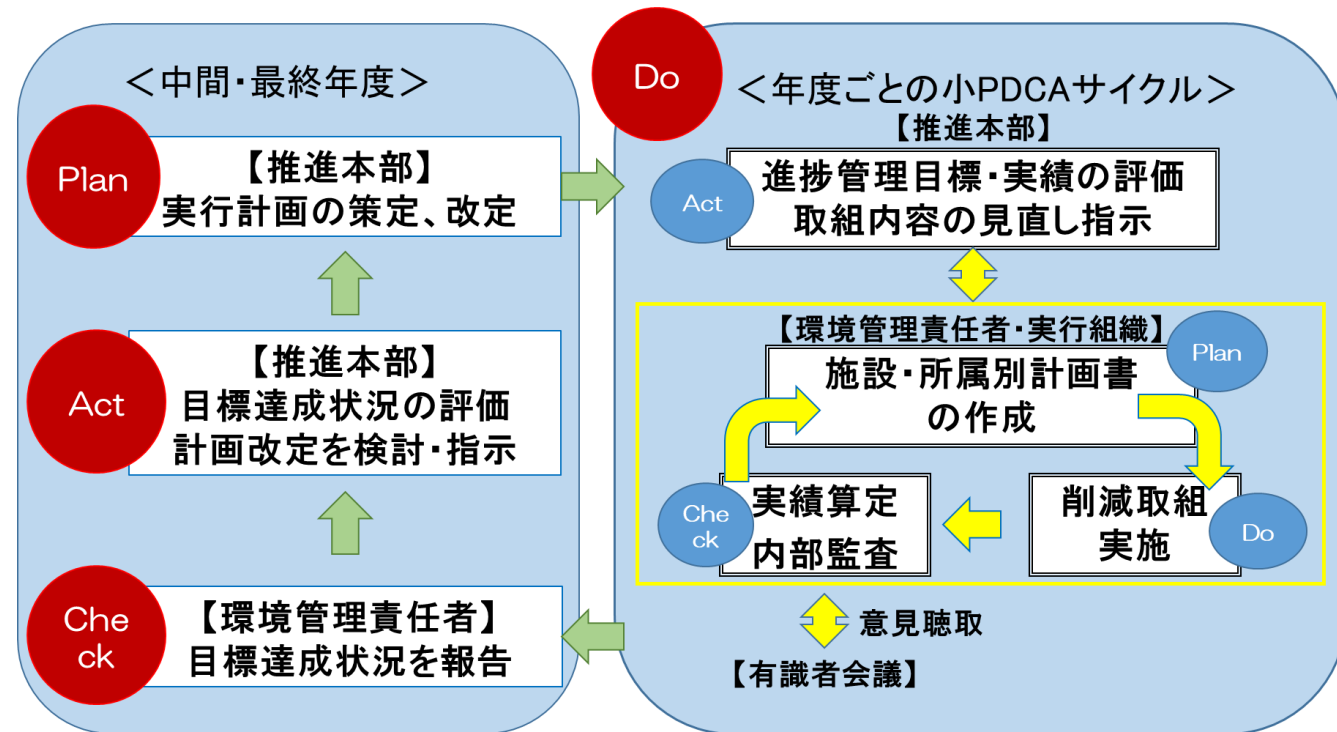 ＜中間・最終年度＞
Plan
【推進本部】
実行計画の策定、改定
Act
【推進本部】
目標達成状況の評価
計画改定を検討・指示
Che
ck
【環境管理責任者】
目標達成状況を報告
Do
＜年度ごとの小PDCAサイクル＞
【推進本部】
Act
進捗管理目標・実績の評価
取組内容の見直し指示
【環境管理責任者・実行組織】
Plan
施設・所属別計画書
の作成
Che
ck
実績算定
内部監査
削減取組
実施
Do
意見聴取
【有識者会議】